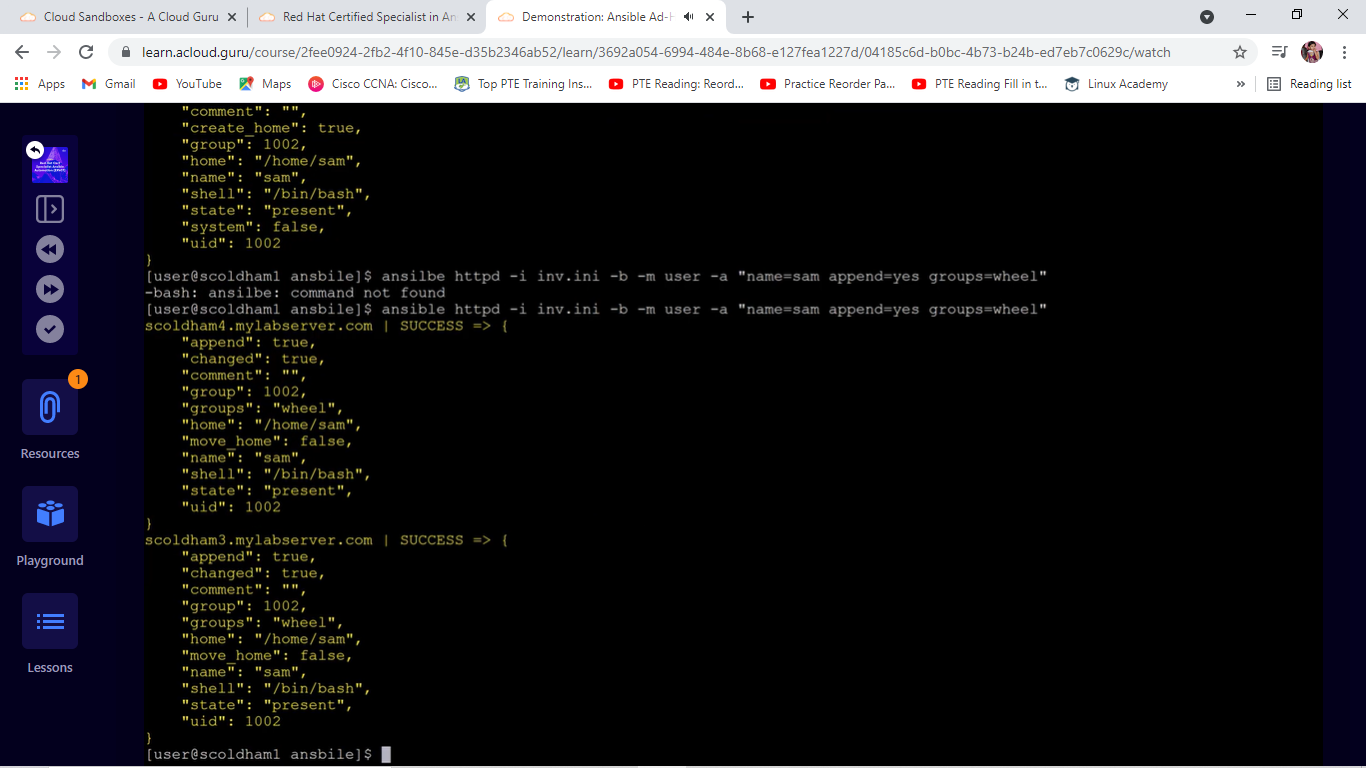 Cloud Sandboxes - A Cloud Guru
Red Hat Certified Specialist in An
Demonstration: Ansible Ad-H
learn.acloud.guru/course/2fee0924-2fb2-4f10-845e-d35b2346ab52/learn/3692a054-6994-484e-8b68-e127fea1227d/04185c6d-b0bc-4b73-b24b-ed7eb7c0629c/watch
Apps Gmail YouTube Maps Cisco CCNA: Cisco... Top PTE Training Ins... PTE Reading: Reord... Practice Reorder Pa... PTE Reading Fill in t... Linux Academy » Reading list
1
Resources
Playground
Lessons
"comment": "",
"create_home": true,
"group": 1002,
"home": "/home/sam",
"name": "sam",
"shell": "/bin/bash",
"state": "present",
"system": false,
"uid": 1002
}
[user@scoldham1 ansbile]$ ansilbe httpd -i inv.ini -b -m user -a "name=sam append=yes groups=wheel"
-bash: ansilbe: command not found
[user@scoldham1 ansbile]$ ansible httpd -i inv.ini -b -m user -a "name=sam append=yes groups=wheel"
scoldham4.mylabserver.com | SUCCESS => {
"append": true,
"changed": true,
"comment": "",
"group": 1002,
"groups": "wheel",
"home": "/home/sam",
"move_home": false,
"name": "sam",
"shell": "/bin/bash",
"state": "present",
"uid": 1002
}
scoldham3.mylabserver.com | SUCCESS => {
"append": true,
"changed": true,
"comment": "",
"group": 1002,
"groups": "wheel",
"home": "/home/sam",
"move_home": false,
"name": "sam",
"shell": "/bin/bash",
"state": "present",
"uid": 1002
}
[user@scoldham1 ansbile]$